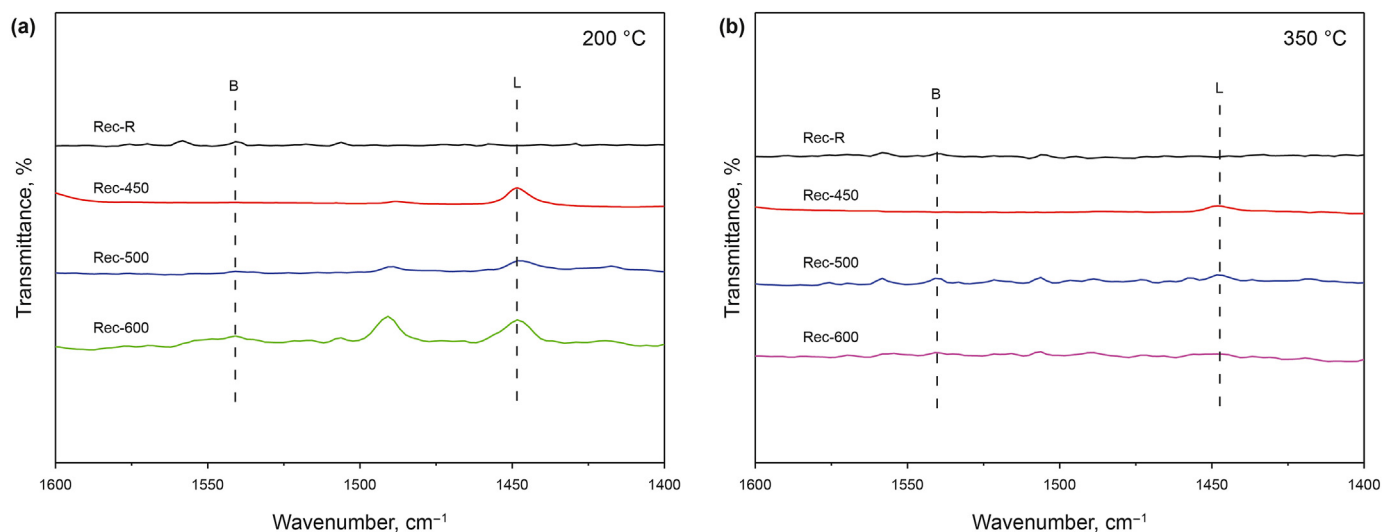 (a)
200 °C
B
L
Rec-R
Rec-450
Rec-500
Rec-600
Transmittance, %
1600
1550
1500
1450
1400
Wavenumber, cm⁻¹
(b)
350 °C
B
L
Rec-R
Rec-450
Rec-500
Rec-600
Transmittance, %
1600
1550
1500
1450
1400
Wavenumber, cm⁻¹